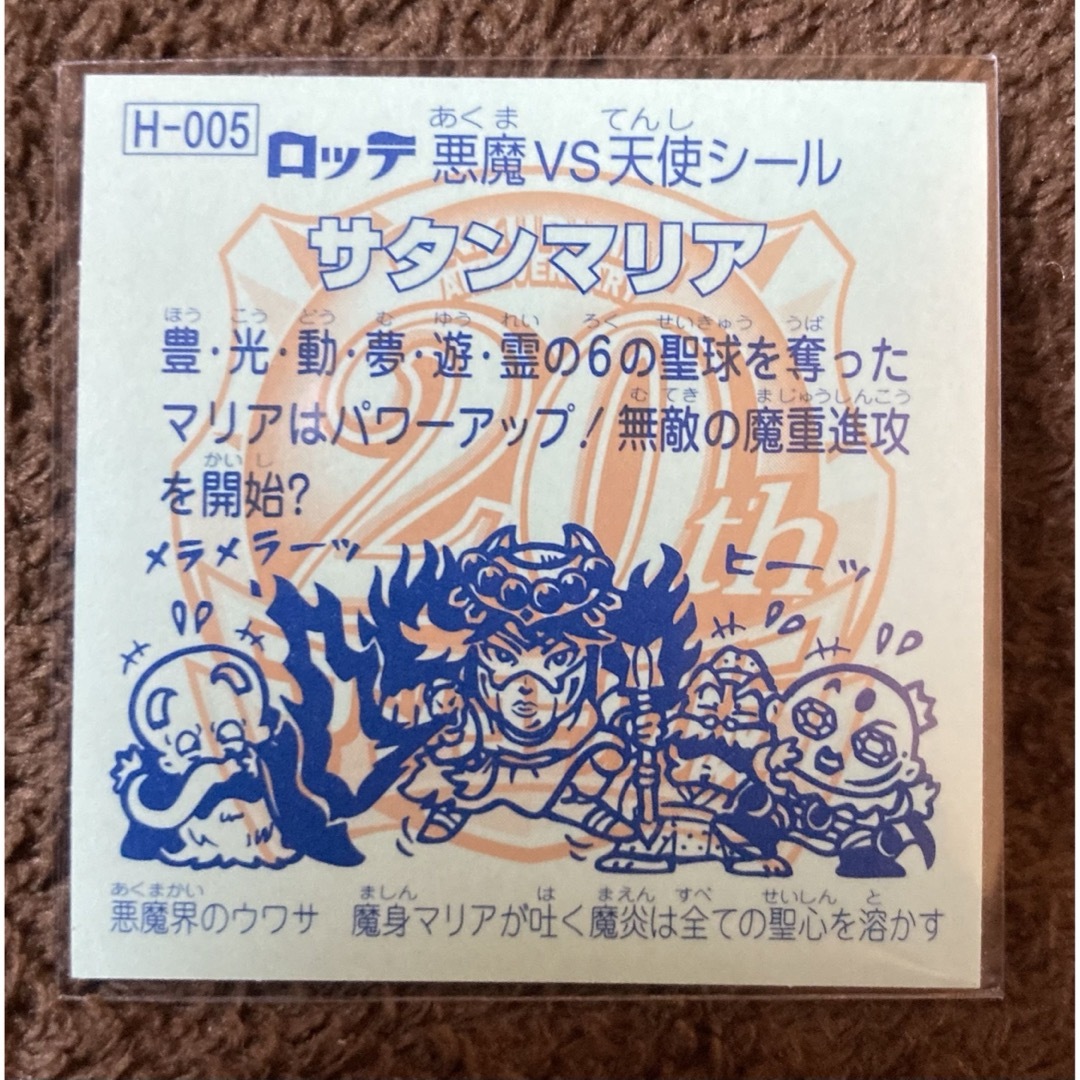 H-005
ロッテ 悪魔VS天使シール
あくま てんし
サタンマリア
ANNIVERSARY
20th
ほう こう どう む ゆう れい ろく せいきゅう うば
豊・光・動・夢・遊・霊の6の聖球を奪った
むてき まじゅうしんこう
マリアはパワーアップ！無敵の魔重進攻
かいし
を開始？
メラメラーッ
ヒーッ
あくまかい ましん は まえん すべ せいしん と
悪魔界のウワサ 魔身マリアが吐く魔炎は全ての聖心を溶かす